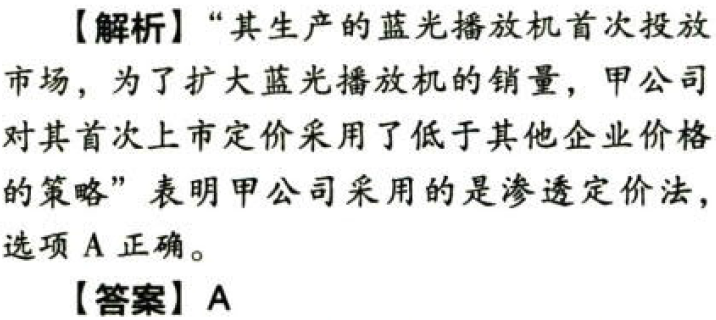 【解析】“其生产的蓝光播放机首次投放
市场，为了扩大蓝光播放机的销量，甲公司
对其首次上市定价采用了低于其他企业价格
的策略”表明甲公司采用的是渗透定价法，
选项 A 正确。
【答案】A